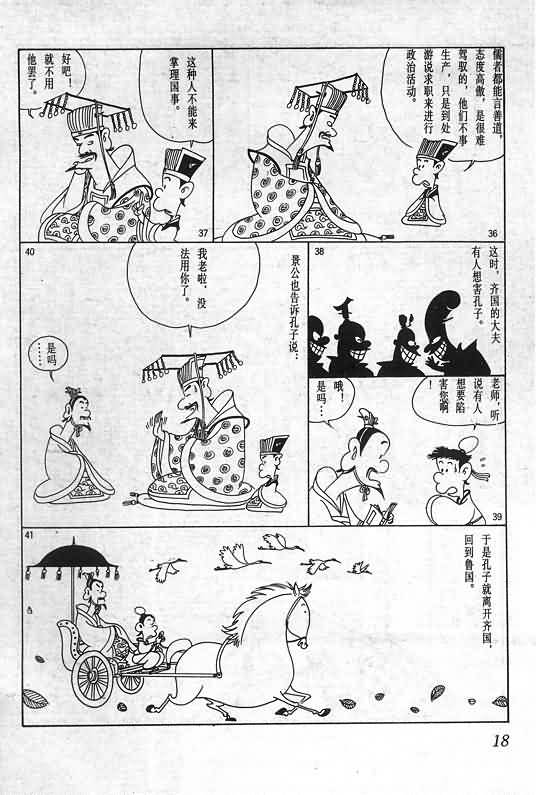 儒者都能言善道，
态度高傲，是很难
驾驭的，他们不事
生产，只是到处
游说求职来进行
政治活动。
36
这种人不能来
掌理国事。
好吧！
就不用
他罢了。
37
38
这时，齐国的大夫
有人想害孔子。
老师，听
说有人
想要陷
害您啊
！
哦！
是吗…
39
40
景公也告诉孔子说：
我老啦，没
法用你了。
……是吗
41
于是孔子就离开齐国，
回到鲁国。
18